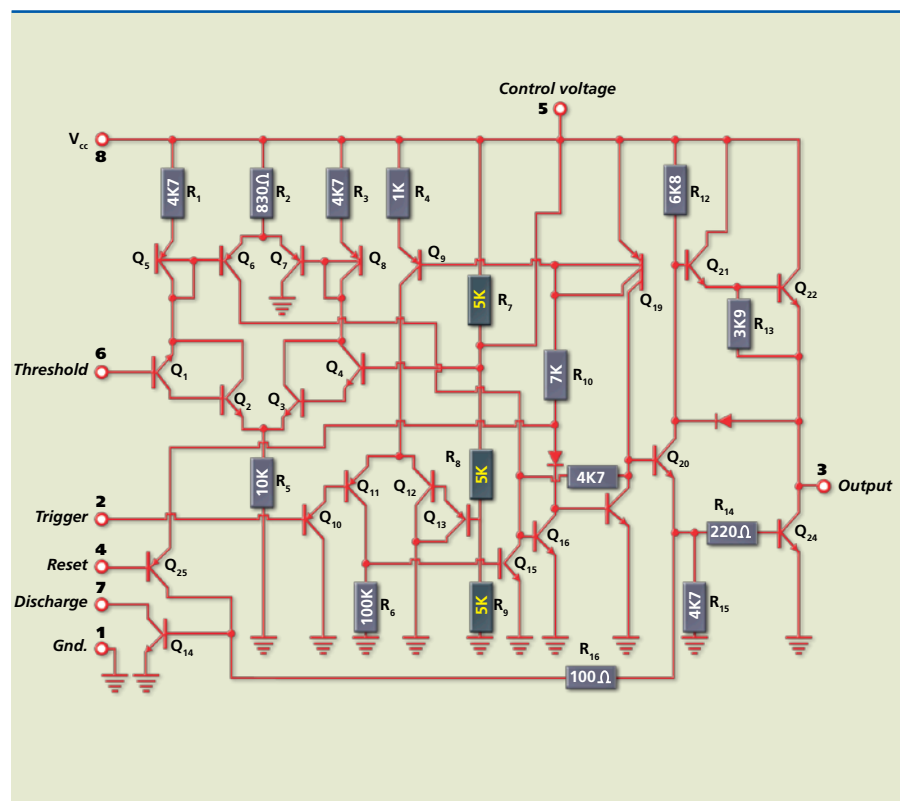 Control voltage
5
Vcc
8
4K7
R1
830Ω
R2
4K7
R3
1K
R4
6K8
R12
Q5
Q6
Q7
Q8
Q9
Q19
Q21
Q22
5K
R7
3K9
R13
6
Threshold
Q1
Q2
Q3
Q4
7K
R10
10K
R5
R8
5K
4K7
Q20
3
Output
2
Trigger
Q10
Q11
Q12
Q13
Q16
R14
220Ω
Q24
4
Reset
Q25
Q15
7
Discharge
100K
R6
5K
R9
4K7
R15
1
Gnd.
Q14
R16
100Ω